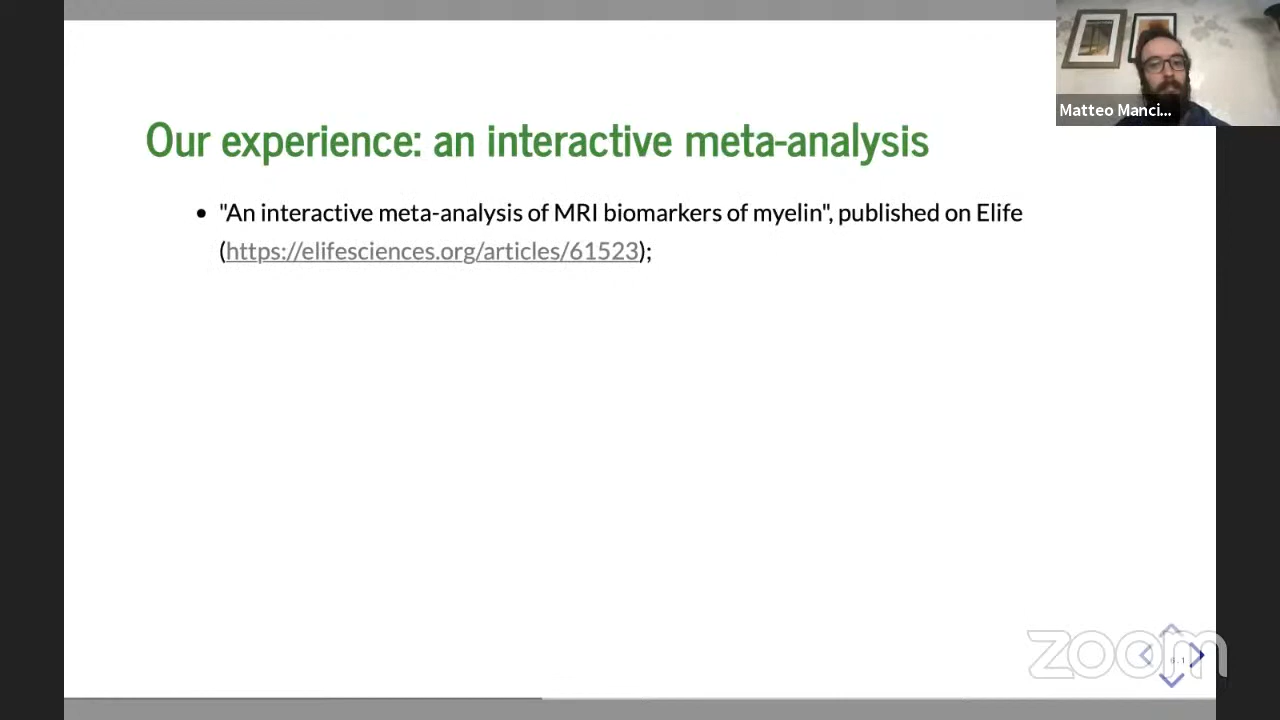 Our experience: an interactive meta-analysis
• "An interactive meta-analysis of MRI biomarkers of myelin", published on Elife
(https://elifesciences.org/articles/61523);
Matteo Manci...
zoom